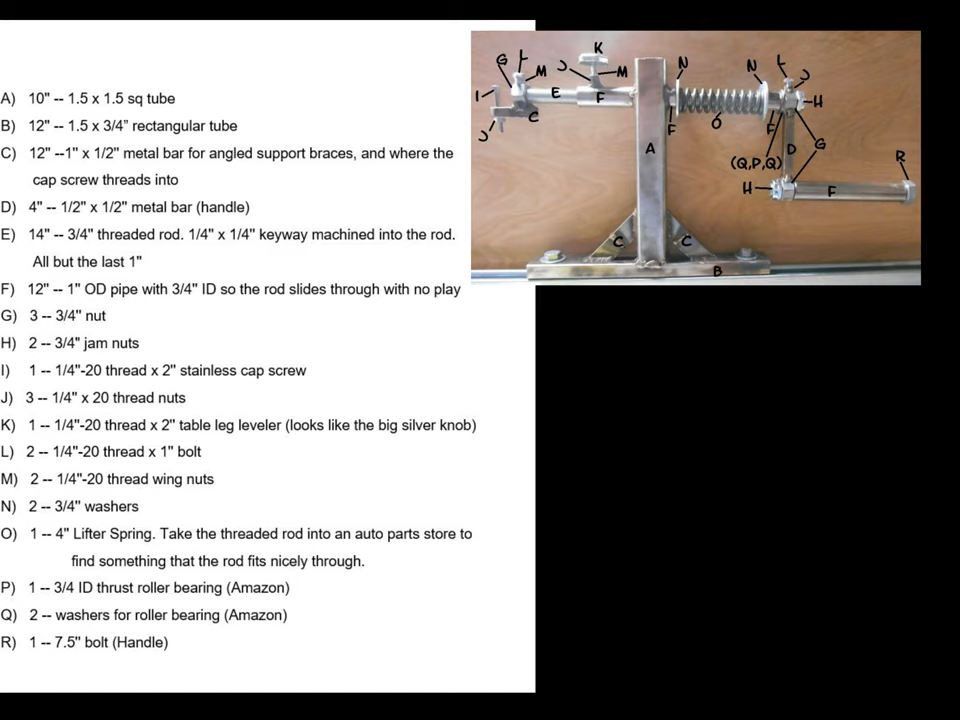 A) 10" -- 1.5 x 1.5 sq tube
B) 12" -- 1.5 x 3/4” rectangular tube
C) 12" --1" x 1/2" metal bar for angled support braces, and where the
cap screw threads into
D) 4" -- 1/2" x 1/2" metal bar (handle)
E) 14" -- 3/4" threaded rod. 1/4" x 1/4" keyway machined into the rod.
All but the last 1"
F) 12" -- 1" OD pipe with 3/4" ID so the rod slides through with no play
G) 3 -- 3/4" nut
H) 2 -- 3/4" jam nuts
I) 1 -- 1/4"-20 thread x 2" stainless cap screw
J) 3 -- 1/4" x 20 thread nuts
K) 1 -- 1/4"-20 thread x 2" table leg leveler (looks like the big silver knob)
L) 2 -- 1/4"-20 thread x 1" bolt
M) 2 -- 1/4"-20 thread wing nuts
N) 2 -- 3/4" washers
O) 1 -- 4" Lifter Spring. Take the threaded rod into an auto parts store to
find something that the rod fits nicely through.
P) 1 -- 3/4 ID thrust roller bearing (Amazon)
Q) 2 -- washers for roller bearing (Amazon)
R) 1 -- 7.5" bolt (Handle)
K
G L M J M N N L J
I E F H
C O
J F F
A (Q,P,Q) D G R
H F
C C
B